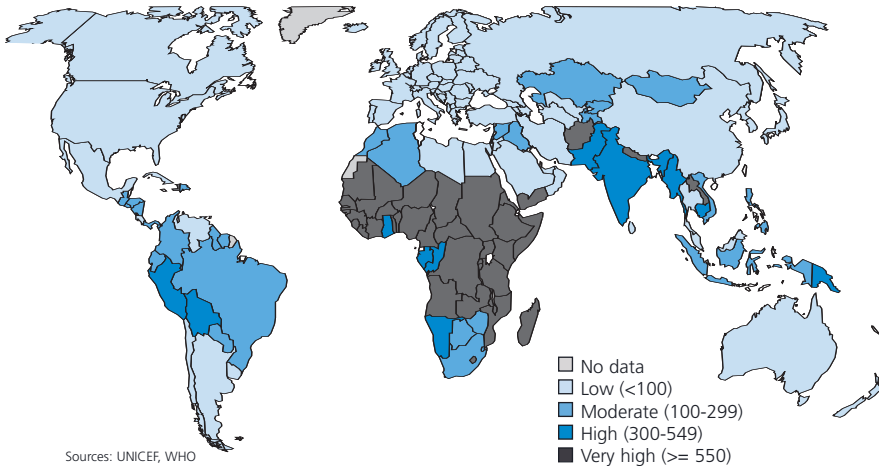 No data
Low (<100)
Moderate (100-299)
High (300-549)
Very high (>= 550)
Sources: UNICEF, WHO